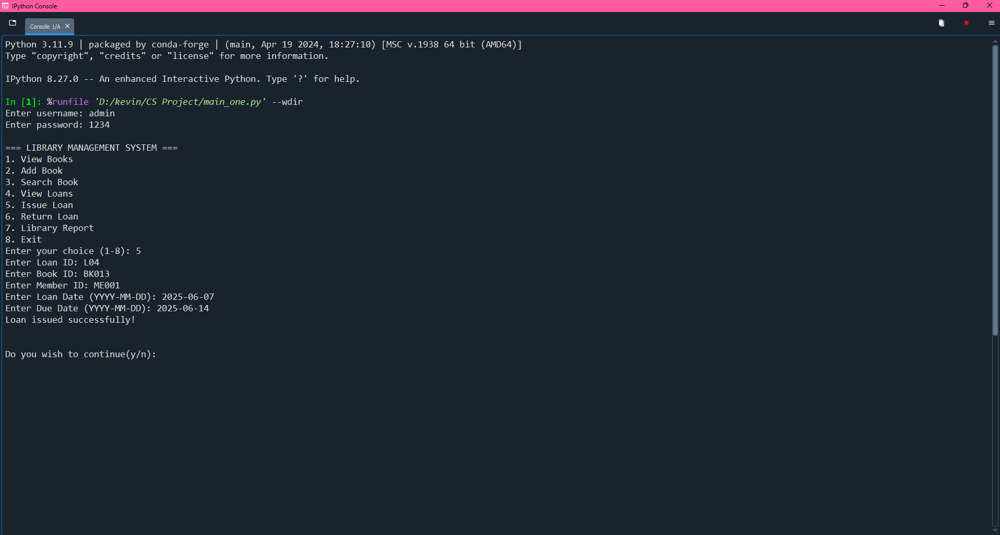 IPython Console
Console 1/A
Python 3.11.9 | packaged by conda-forge | (main, Apr 19 2024, 18:27:10) [MSC v.1938 64 bit (AMD64)]
Type "copyright", "credits" or "license" for more information.
IPython 8.27.0 -- An enhanced Interactive Python. Type '?' for help.
In [1]: %runfile 'D:/kevin/CS Project/main_one.py' --wdir
Enter username: admin
Enter password: 1234
=== LIBRARY MANAGEMENT SYSTEM ===
1. View Books
2. Add Book
3. Search Book
4. View Loans
5. Issue Loan
6. Return Loan
7. Library Report
8. Exit
Enter your choice (1-8): 5
Enter Loan ID: L04
Enter Book ID: BK013
Enter Member ID: ME001
Enter Loan Date (YYYY-MM-DD): 2025-06-07
Enter Due Date (YYYY-MM-DD): 2025-06-14
Loan issued successfully!
Do you wish to continue(y/n):